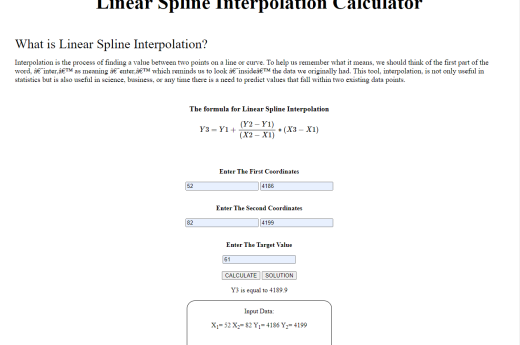 Linear Spline Interpolation Calculator
What is Linear Spline Interpolation?
Interpolation is the process of finding a value between two points on a line or curve. To help us remember what it means, we should think of the first part of the
word, â€˜inter,â€™ as meaning â€˜enter,â€™ which reminds us to look â€˜insideâ€™ the data we originally had. This tool, interpolation, is not only useful in
statistics but is also useful in science, business, or any time there is a need to predict values that fall within two existing data points.
The formula for Linear Spline Interpolation
Y3 = Y1 + (Y2 − Y1) / (X2 − X1) * (X3 − X1)
Enter The First Coordinates
52 4186
Enter The Second Coordinates
82 4199
Enter The Target Value
61
CALCULATE SOLUTION
Y3 is equal to 4189.9
Input Data:
X₁= 52 X₂= 82 Y₁= 4186 Y₂= 4199